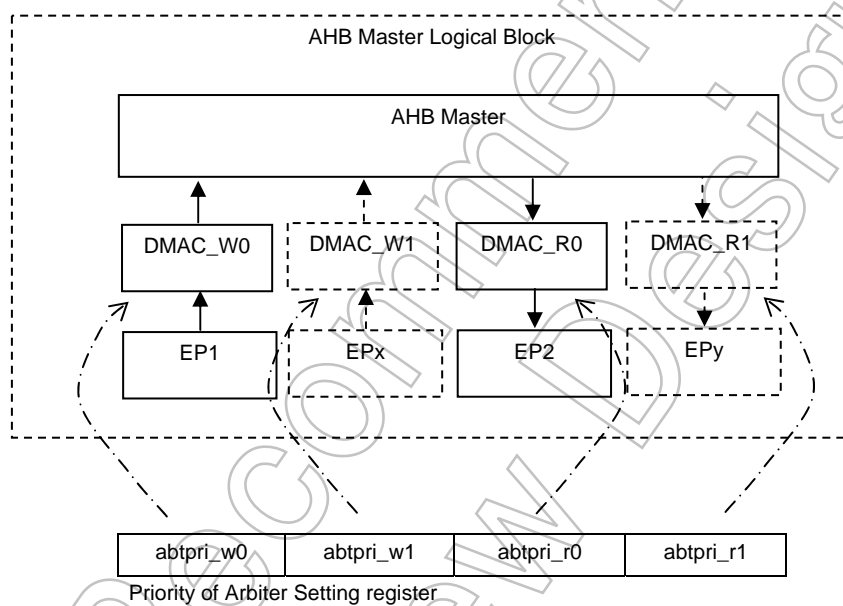 AHB Master Logical Block
AHB Master
DMAC_W0 DMAC_W1 DMAC_R0 DMAC_R1
EP1 EPx EP2 EPy
abtpri_w0 abtpri_w1 abtpri_r0 abtpri_r1
Priority of Arbiter Setting register